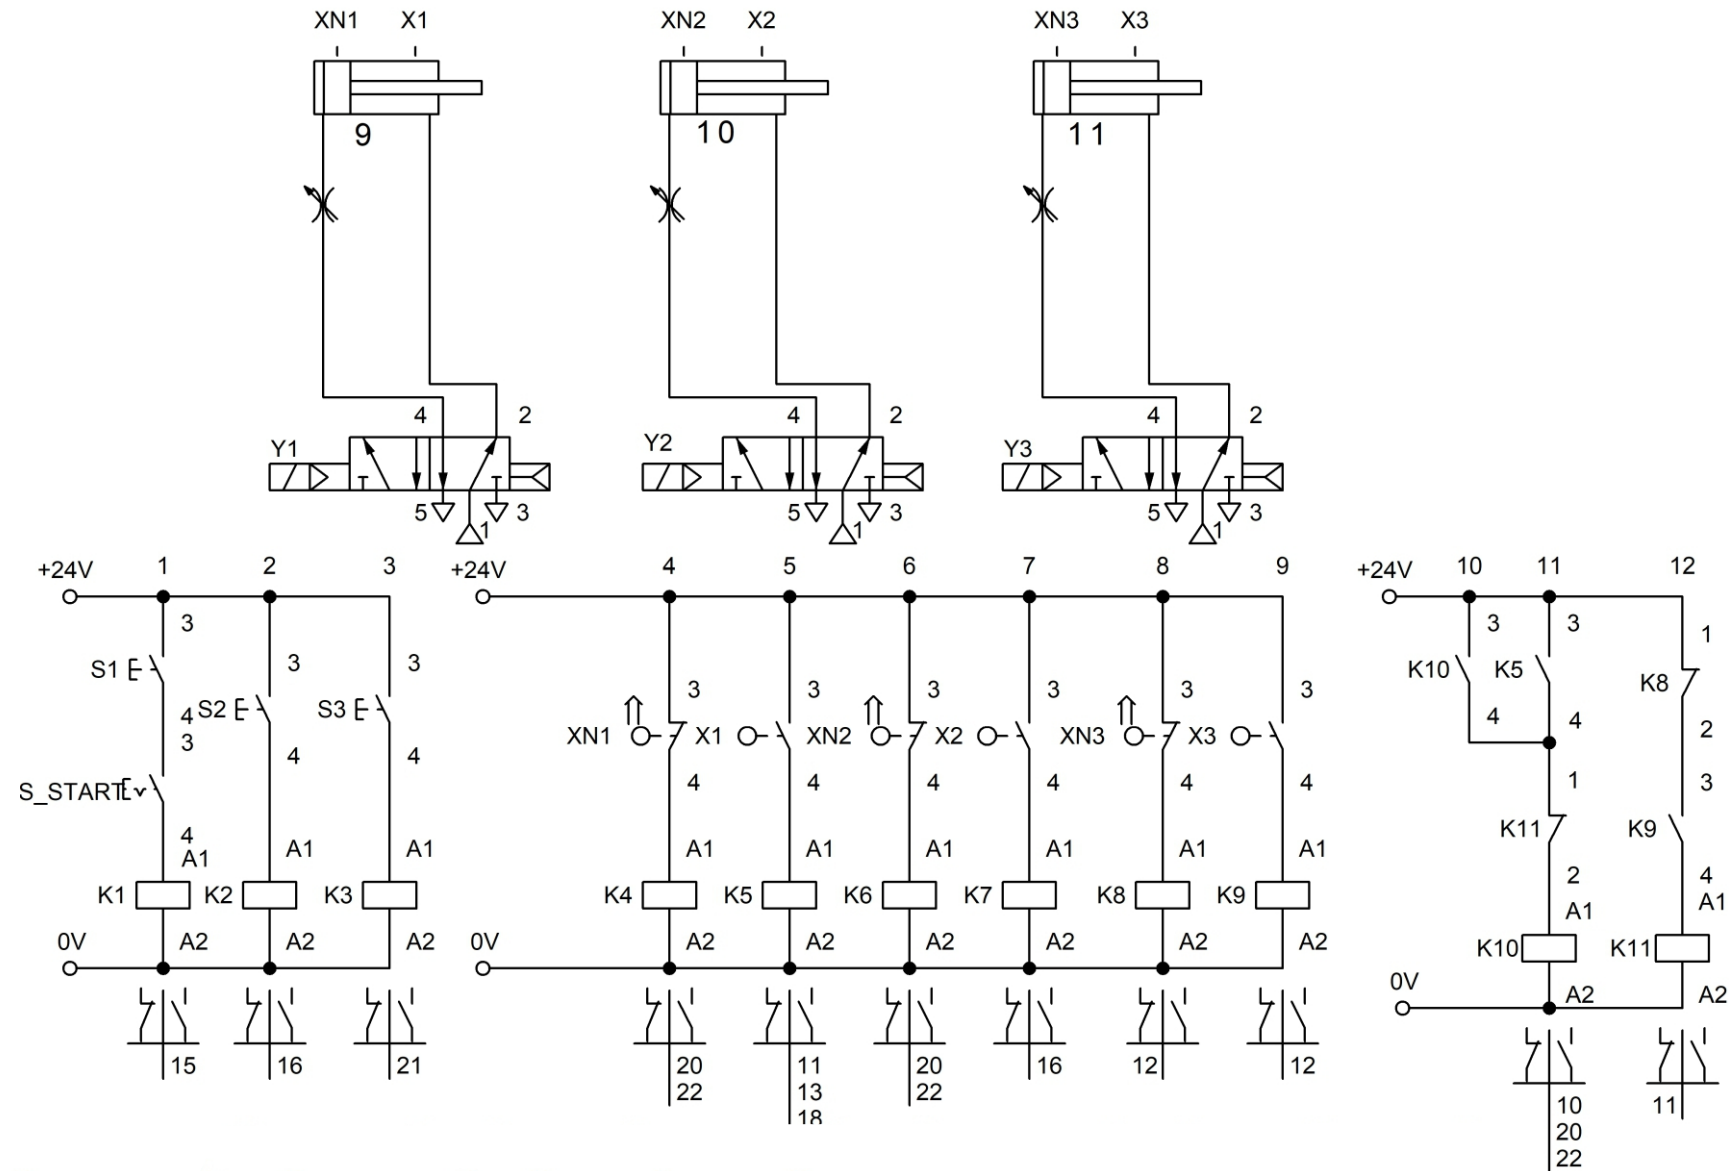 XN1 X1 XN2 X2 XN3 X3
9 10 11
4 2 4 2 4 2
Y1 Y2 Y3
5 1 3 5 1 3 5 1 3
+24V 1 2 3 +24V 4 5 6 7 8 9 +24V 10 11 12
3 3 3 1
S1 3 3 K10 K5 K8
3 3 3 3 3 3
S2 S3 4 4
4 2
XN1 X1 XN2 X2 XN3 X3
3 4 4
4 4 4 4 4 4 1 3
S_START
K11 K9
4
A1 A1 A1 A1 A1 A1 A1 A1 A1
2 4
K1 K2 K3 K4 K5 K6 K7 K8 K9
A1 A1
0V A2 A2 A2 0V A2 A2 A2 A2 A2 A2 K10 K11
0V A2 A2
15 16 21 20 11 20 16 12 12
22 13 22 10 11
18 20
22